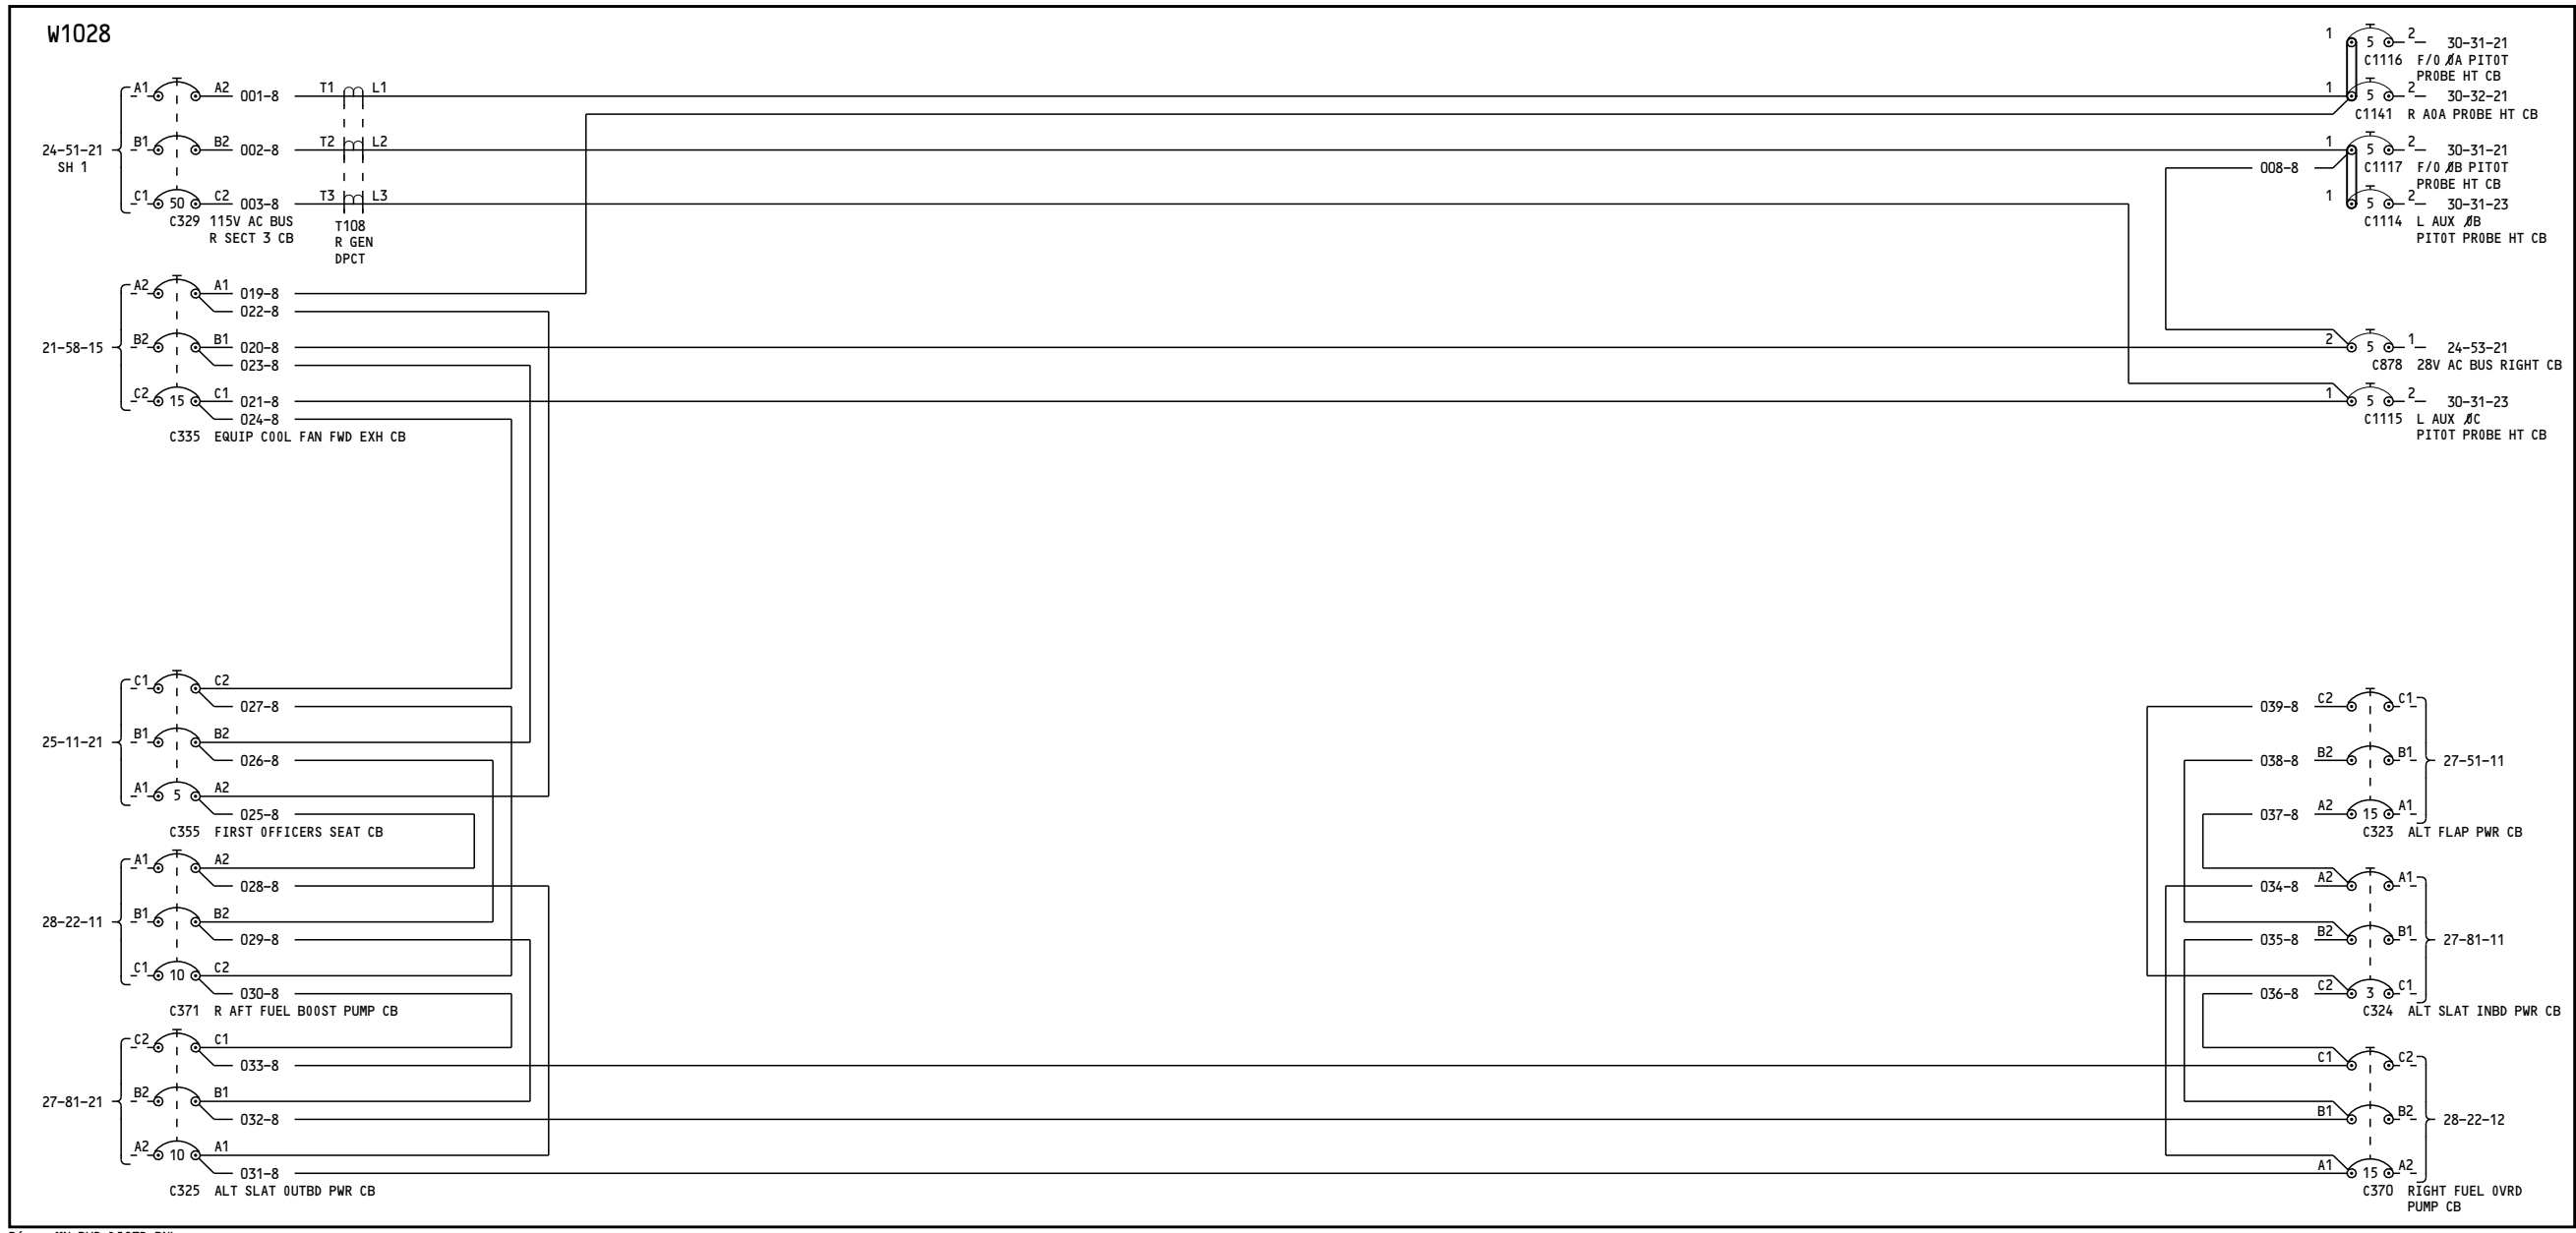 W1028
24-51-21
SH 1
A1 A2 001-8 T1 L1
B1 B2 002-8 T2 L2
C1 50 C2 003-8 T3 L3
C329 115V AC BUS
R SECT 3 CB
T108
R GEN
DPCT
21-58-15
A2 A1 019-8
022-8
B2 B1 020-8
023-8
C2 15 C1 021-8
024-8
C335 EQUIP COOL FAN FWD EXH CB
25-11-21
C1 C2
027-8
B1 B2
026-8
A1 5 A2
025-8
C355 FIRST OFFICERS SEAT CB
28-22-11
A1 A2
028-8
B1 B2
029-8
C1 10 C2
030-8
C371 R AFT FUEL BOOST PUMP CB
27-81-21
C2 C1
033-8
B2 B1
032-8
A2 10 A1
031-8
C325 ALT SLAT OUTBD PWR CB
1 5 2 30-31-21
C1116 F/O ØA PITOT
PROBE HT CB
1 5 2 30-32-21
C1141 R AOA PROBE HT CB
1 5 2 30-31-21
008-8
C1117 F/O ØB PITOT
PROBE HT CB
1 5 2 30-31-23
C1114 L AUX ØB
PITOT PROBE HT CB
2 5 1 24-53-21
C878 28V AC BUS RIGHT CB
1 5 2 30-31-23
C1115 L AUX ØC
PITOT PROBE HT CB
039-8 C2 C1
038-8 B2 B1 27-51-11
037-8 A2 15 A1
C323 ALT FLAP PWR CB
034-8 A2 A1
035-8 B2 B1 27-81-11
036-8 C2 3 C1
C324 ALT SLAT INBD PWR CB
C1 C2
B1 B2 28-22-12
A1 15 A2
C370 RIGHT FUEL OVRD
PUMP CB